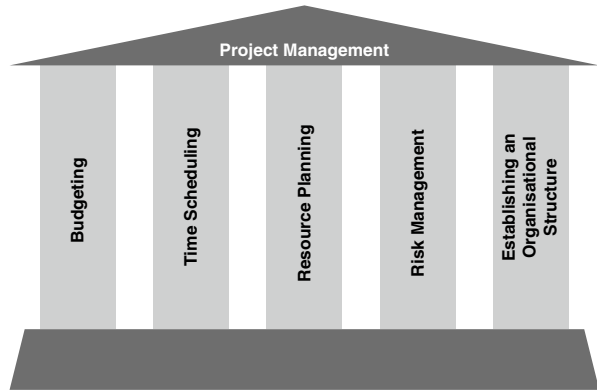 Project Management
Budgeting
Time Scheduling
Resource Planning
Risk Management
Establishing an
Organisational
Structure